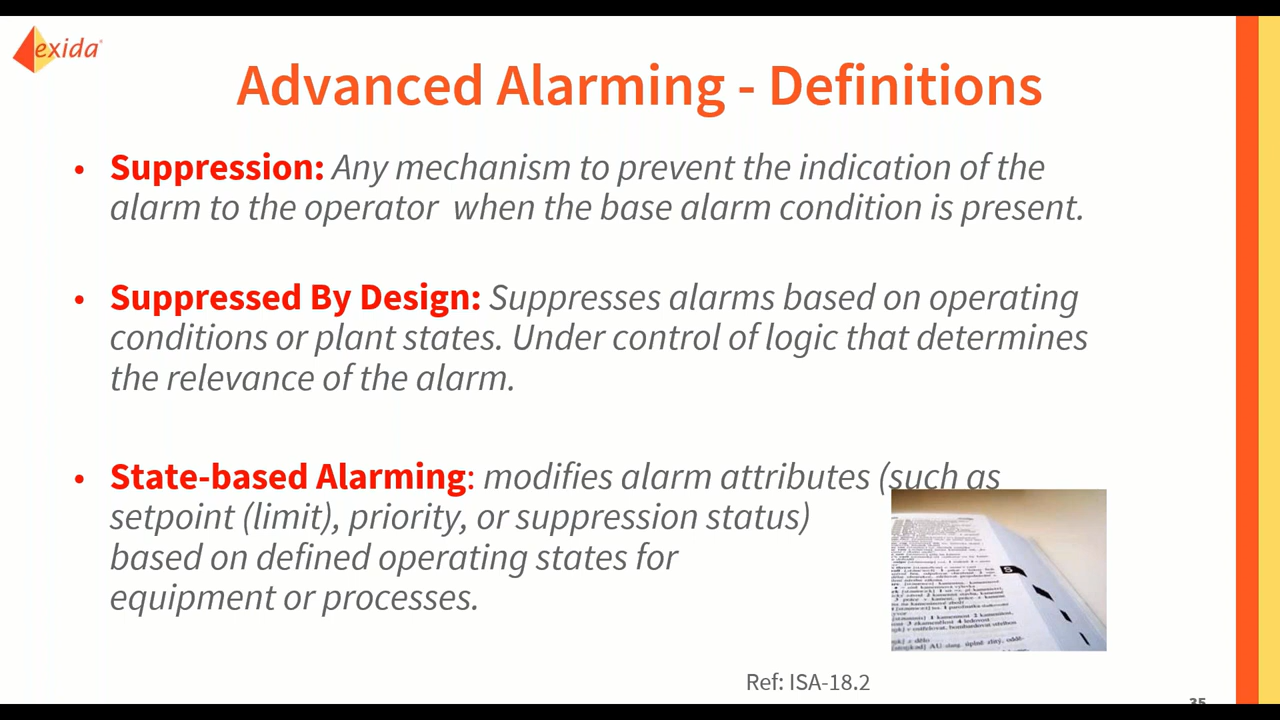 exida
Advanced Alarming - Definitions
• Suppression: Any mechanism to prevent the indication of the
alarm to the operator when the base alarm condition is present.
• Suppressed By Design: Suppresses alarms based on operating
conditions or plant states. Under control of logic that determines
the relevance of the alarm.
• State-based Alarming: modifies alarm attributes (such as
setpoint (limit), priority, or suppression status)
based operating states for
or processes.
S
Ref: ISA-18.2
35